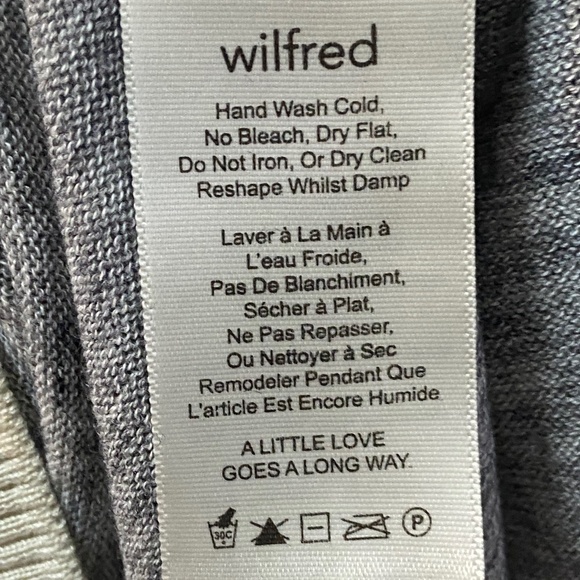 wilfred
Hand Wash Cold,
No Bleach, Dry Flat,
Do Not Iron, Or Dry Clean
Reshape Whilst Damp
Laver à La Main à
L'eau Froide,
Pas De Blanchiment,
Sécher à Plat,
Ne Pas Repasser,
Ou Nettoyer à Sec
Remodeler Pendant Que
L'article Est Encore Humide
A LITTLE LOVE
GOES A LONG WAY.
30C P